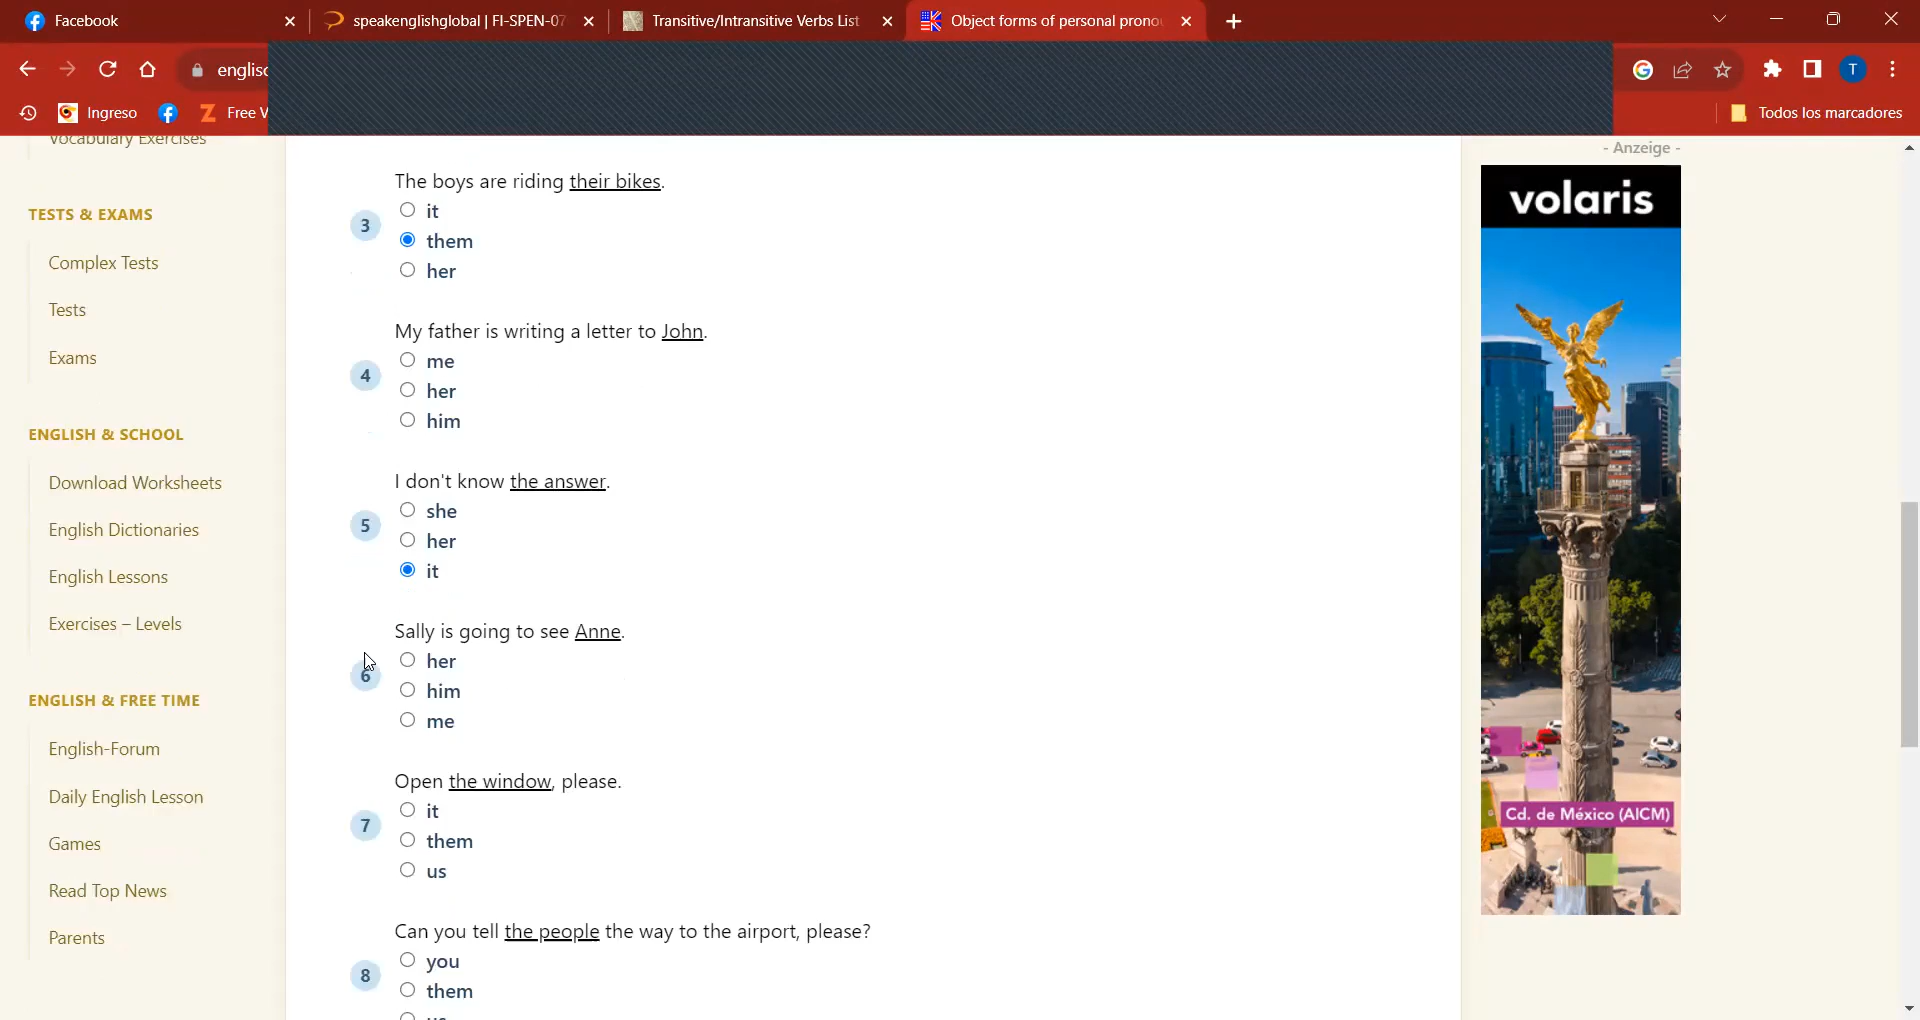 Facebook
speakenglishglobal | FI-SPEN-07
Transitive/Intransitive Verbs List
Object forms of personal prono
englisc
T
Ingreso
Free V
Todos los marcadores
Vocabulary Exercises
TESTS & EXAMS
Complex Tests
Tests
Exams
ENGLISH & SCHOOL
Download Worksheets
English Dictionaries
English Lessons
Exercises – Levels
ENGLISH & FREE TIME
English-Forum
Daily English Lesson
Games
Read Top News
Parents
The boys are riding their bikes.
3
it
them
her
My father is writing a letter to John.
4
me
her
him
I don't know the answer.
5
she
her
it
Sally is going to see Anne.
6
her
him
me
Open the window, please.
7
it
them
us
Can you tell the people the way to the airport, please?
8
you
them
us
- Anzeige -
volaris
Cd. de México (AICM)